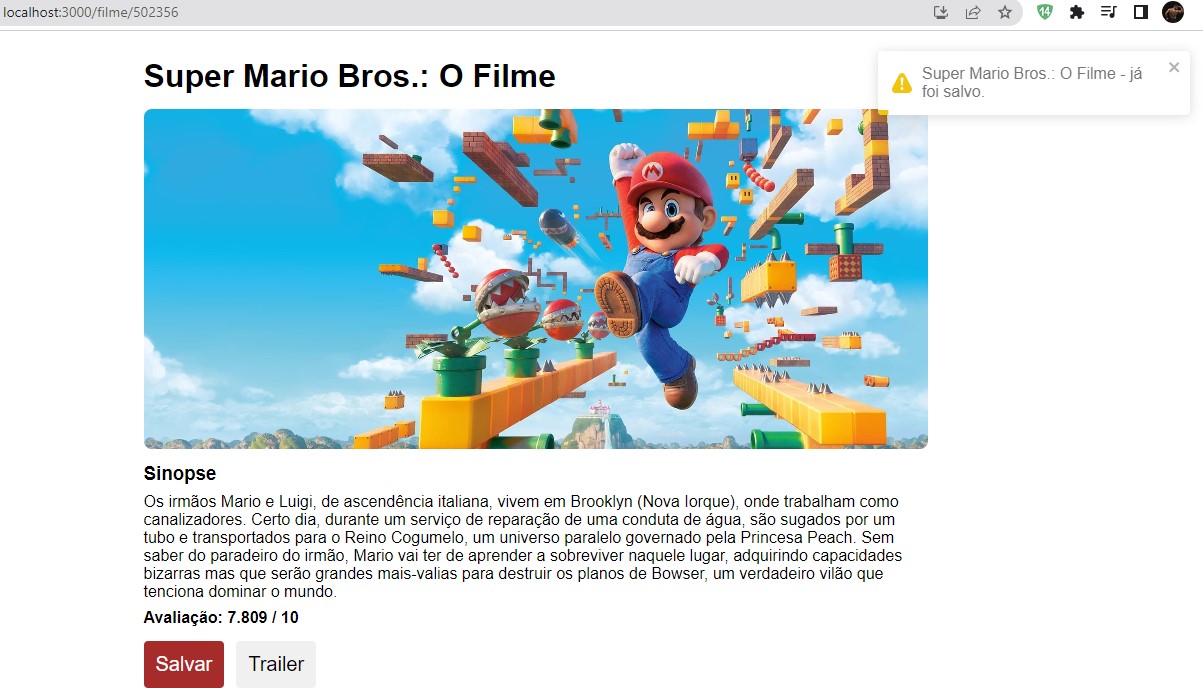 localhost:3000/filme/502356
14
Super Mario Bros.: O Filme
Super Mario Bros.: O Filme - já
foi salvo.
M
Sinopse
Os irmãos Mario e Luigi, de ascendência italiana, vivem em Brooklyn (Nova Iorque), onde trabalham como
canalizadores. Certo dia, durante um serviço de reparação de uma conduta de água, são sugados por um
tubo e transportados para o Reino Cogumelo, um universo paralelo governado pela Princesa Peach. Sem
saber do paradeiro do irmão, Mario vai ter de aprender a sobreviver naquele lugar, adquirindo capacidades
bizarras mas que serão grandes mais-valias para destruir os planos de Bowser, um verdadeiro vilão que
tenciona dominar o mundo.
Avaliação: 7.809 / 10
Salvar Trailer